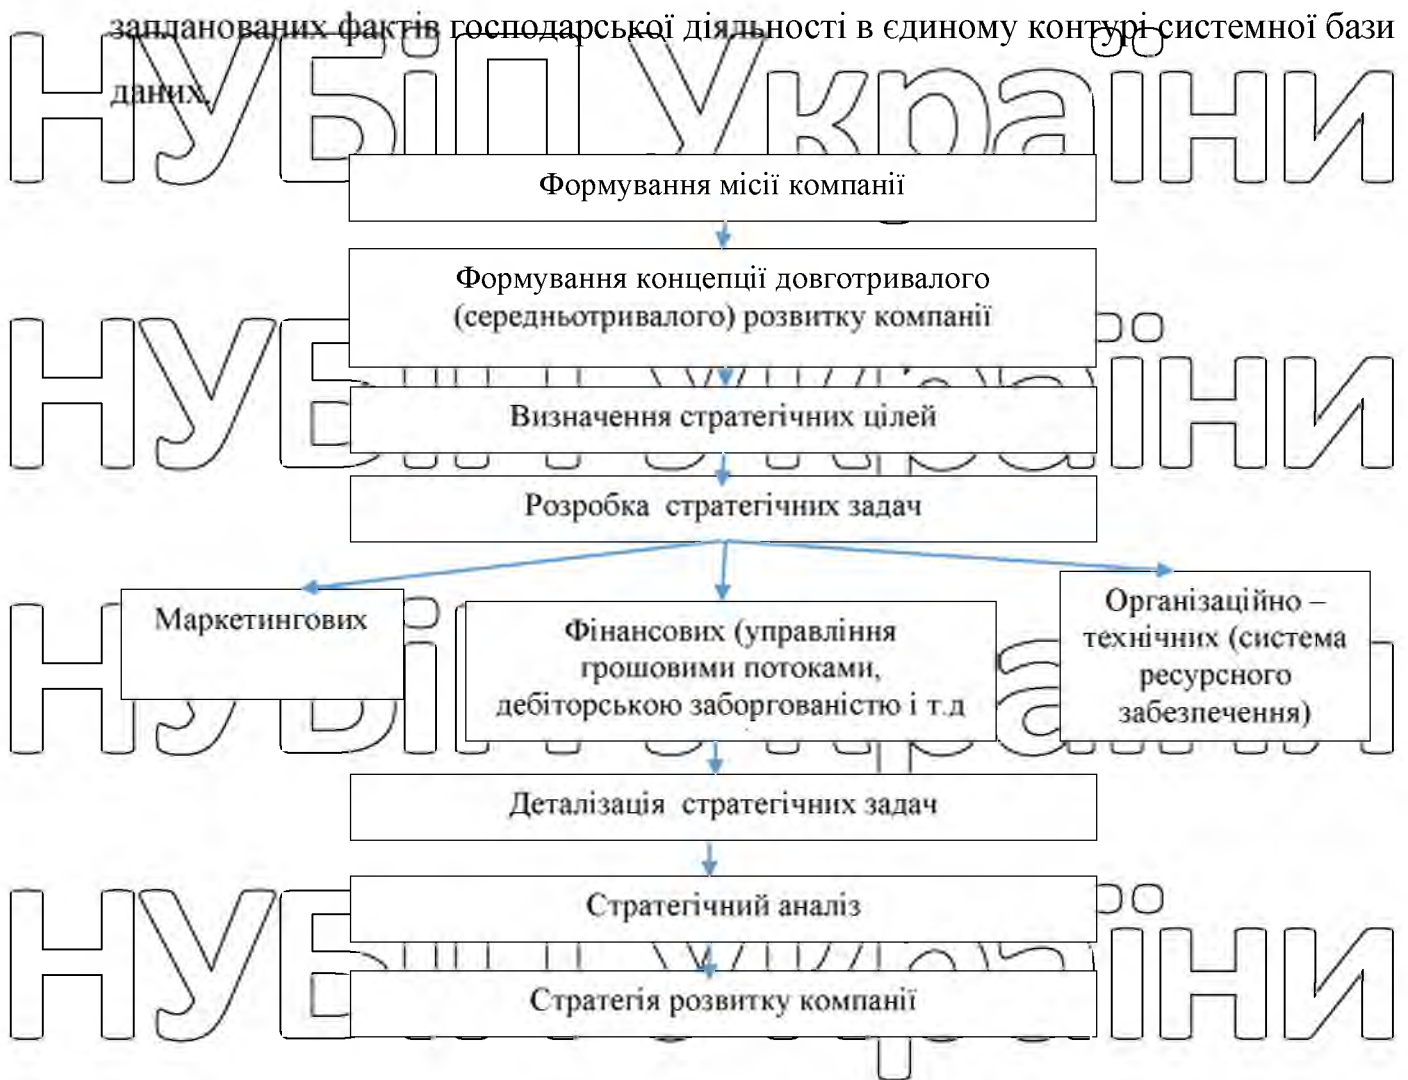 запланованих фактів господарської діяльності в єдиному контурі системної бази
даних.
НУБіП України
Формування місії компанії
Формування концепції довготривалого
(середньотривалого) розвитку компанії
НУБіП України
Визначення стратегічних цілей
Розробка стратегічних задач
Маркетингових
Фінансових (управління
грошовими потоками,
дебіторською заборгованістю і т.д
Організаційно –
технічних (система
ресурсного
забезпечення)
НУБіП України
Деталізація стратегічних задач
Стратегічний аналіз
НУБіП України
Стратегія розвитку компанії